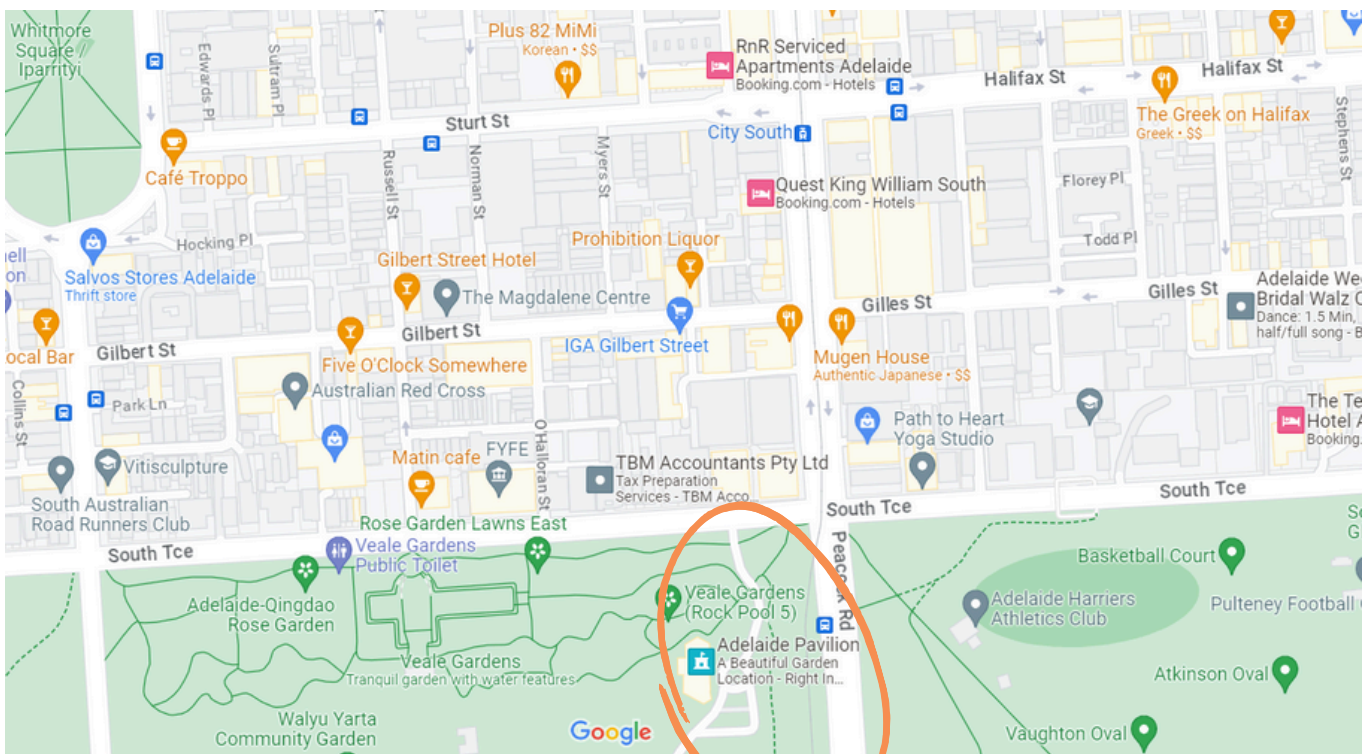 Whitmore
Square /
Iparrityi
Edwards Pl
Sultram Pl
Plus 82 MiMi
Korean • $$
RnR Serviced
Apartments Adelaide
Booking.com - Hotels
Halifax St
Halifax St
The Greek on Halifax
Greek • $$
Stephens St
Sturt St
City South
Café Troppo
Russell St
Norman St
Myers St
Quest King William South
Booking.com - Hotels
Florey Pl
Todd Pl
Hocking Pl
ell
on
Salvos Stores Adelaide
Thrift store
Gilbert Street Hotel
Prohibition Liquor
The Magdalene Centre
Gilles St
Gilles St
Adelaide We
Bridal Walz C
Dance: 1.5 Min,
half/full song - B
Gilbert St
IGA Gilbert Street
ocal Bar
Gilbert St
Five O'Clock Somewhere
Mugen House
Authentic Japanese • $$
Collins St
Park Ln
Australian Red Cross
O'Halloran St
Path to Heart
Yoga Studio
The Te
Hotel A
Booking.
Vitisculpture
Matin cafe
FYFE
TBM Accountants Pty Ltd
Tax Preparation
Services - TBM Acco...
South Australian
Road Runners Club
South Tce
South Tce
South Tce
Rose Garden Lawns East
Veale Gardens
Public Toilet
Peacock Rd
Basketball Court
So
G
Adelaide-Qingdao
Rose Garden
Veale Gardens
(Rock Pool 5)
Adelaide Harriers
Athletics Club
Pulteney Football
Veale Gardens
Tranquil garden with water features
Adelaide Pavilion
A Beautiful Garden
Location - Right In...
Atkinson Oval
Walyu Yarta
Community Garden
Google
Vaughton Oval